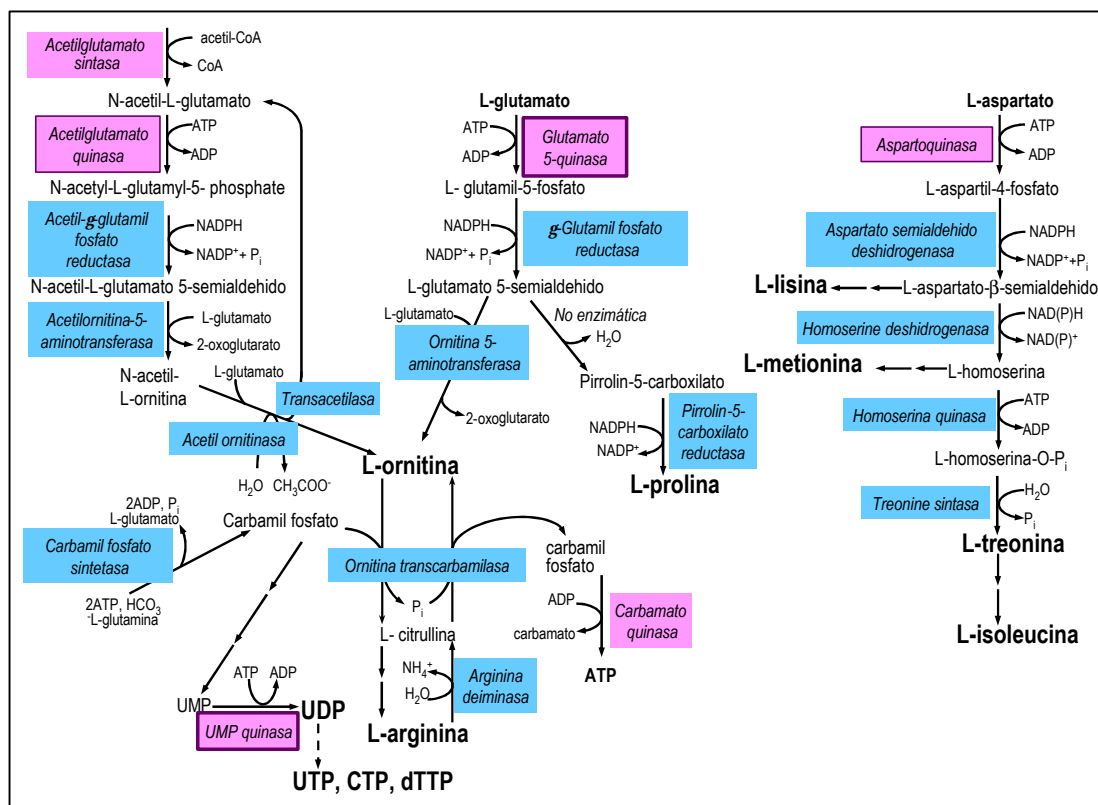 Acetilglutamato
sintasa
acetil-CoA
CoA
N-acetil-L-glutamato
Acetilglutamato
quinasa
ATP
ADP
N-acetyl-L-glutamyl-5- phosphate
Acetil-g-glutamil
fosfato
reductasa
NADPH
NADP⁺+ Pᵢ
N-acetil-L-glutamato 5-semialdehido
Acetilornitina-5-
aminotransferasa
L-glutamato
2-oxoglutarato
N-acetil-
L-ornitina
L-glutamato
Transacetilasa
Acetil ornitinasa
H₂O
CH₃COO⁻
L-glutamato
ATP
ADP
Glutamato
5-quinasa
L- glutamil-5-fosfato
NADPH
NADP⁺+ Pᵢ
g-Glutamil fosfato
reductasa
L-glutamato 5-semialdehido
L-glutamato
Ornitina 5-
aminotransferasa
2-oxoglutarato
No enzimática
H₂O
Pirrolin-5-carboxilato
NADPH
NADP⁺
Pirrolin-5-
carboxilato
reductasa
L-ornitina
L-prolina
2ADP, Pᵢ
L-glutamato
Carbamil fosfato
Carbamil fosfato
sintetasa
2ATP, HCO₃
⁻L-glutamina
Ornitina transcarbamilasa
Pᵢ
carbamil
fosfato
ADP
carbamato
Carbamato
quinasa
ATP
L- citrullina
NH₄⁺
H₂O
Arginina
deiminasa
L-arginina
ATP
ADP
UMP
UDP
UMP quinasa
UTP, CTP, dTTP
L-aspartato
Aspartoquinasa
ATP
ADP
L-aspartil-4-fosfato
Aspartato semialdehido
deshidrogenasa
NADPH
NADP⁺+Pᵢ
L-lisina
L-aspartato-β-semialdehido
Homoserine deshidrogenasa
NAD(P)H
NAD(P)⁺
L-metionina
L-homoserina
Homoserina quinasa
ATP
ADP
L-homoserina-O-Pᵢ
Treonine sintasa
H₂O
Pᵢ
L-treonina
L-isoleucina